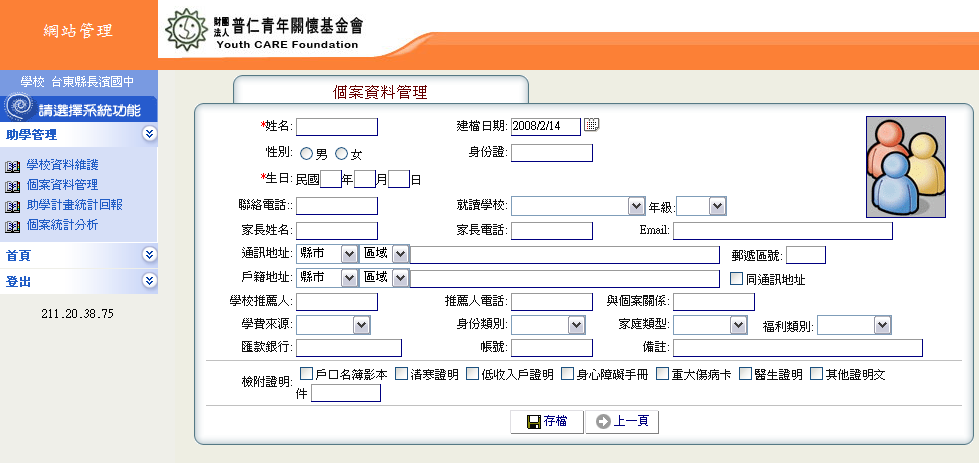 網站管理
財團法人 普仁青年關懷基金會
Youth CARE Foundation
學校 台東縣長濱國中
請選擇系統功能
助學管理
學校資料維護
個案資料管理
助學計畫統計回報
個案統計分析
首頁
登出
211.20.38.75
個案資料管理
*姓名: 建檔日期: 2008/2/14
性別: 男 女 身份證:
*生日: 民國 年 月 日
聯絡電話:: 就讀學校: 年級:
家長姓名: 家長電話: Email:
通訊地址: 縣市 區域 郵遞區號:
戶籍地址: 縣市 區域 同通訊地址
學校推薦人: 推薦人電話: 與個案關係:
學費來源: 身份類別: 家庭類型: 福利類別:
匯款銀行: 帳號: 備註:
檢附證明: 戶口名簿影本 清寒證明 低收入戶證明 身心障礙手冊 重大傷病卡 醫生證明 其他證明文
件
存檔 上一頁